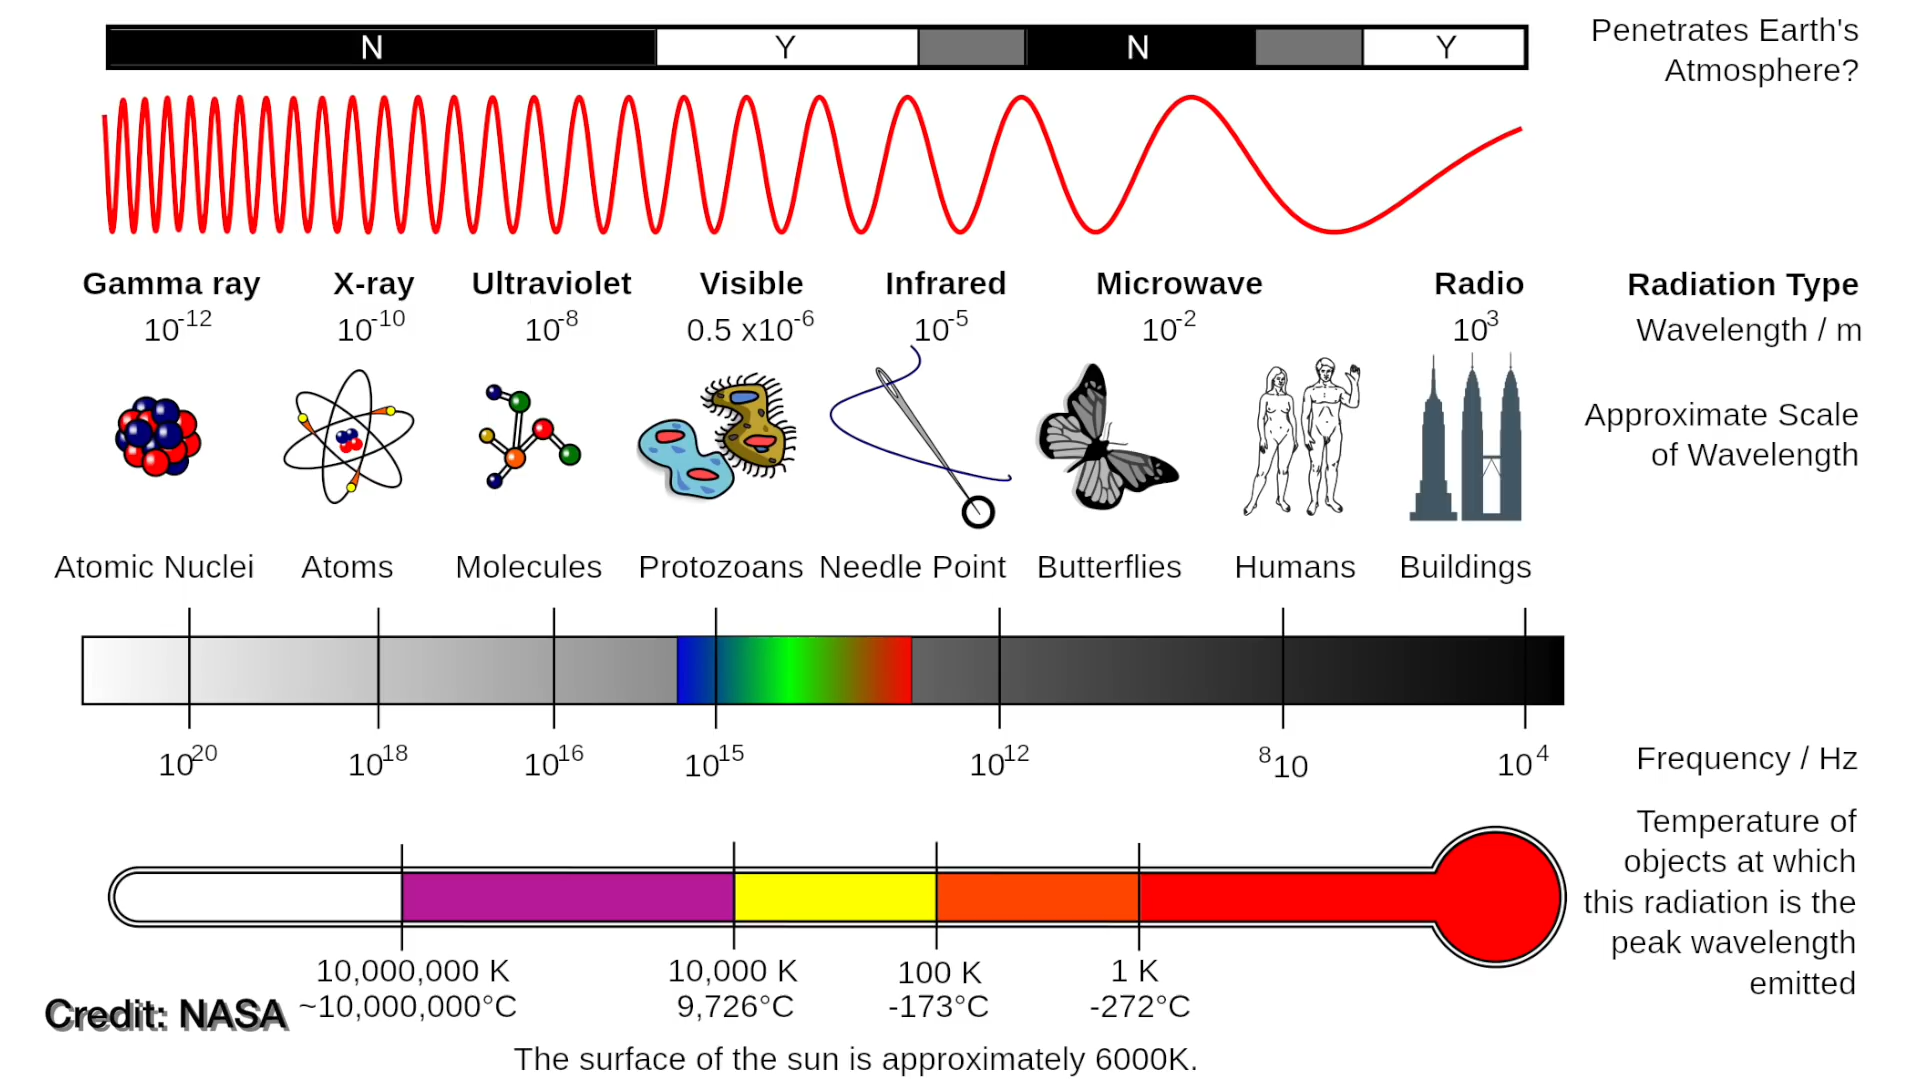 N Y N Y
Penetrates Earth's
Atmosphere?
Gamma ray X-ray Ultraviolet Visible Infrared Microwave Radio Radiation Type
10⁻¹² 10⁻¹⁰ 10⁻⁸ 0.5 x10⁻⁶ 10⁻⁵ 10⁻² 10³ Wavelength / m
Approximate Scale
of Wavelength
Atomic Nuclei Atoms Molecules Protozoans Needle Point Butterflies Humans Buildings
10²⁰ 10¹⁸ 10¹⁶ 10¹⁵ 10¹² ⁸10 10⁴ Frequency / Hz
Temperature of
objects at which
this radiation is the
peak wavelength
emitted
10,000,000 K 10,000 K 100 K 1 K
~10,000,000°C 9,726°C -173°C -272°C
Credit: NASA
The surface of the sun is approximately 6000K.